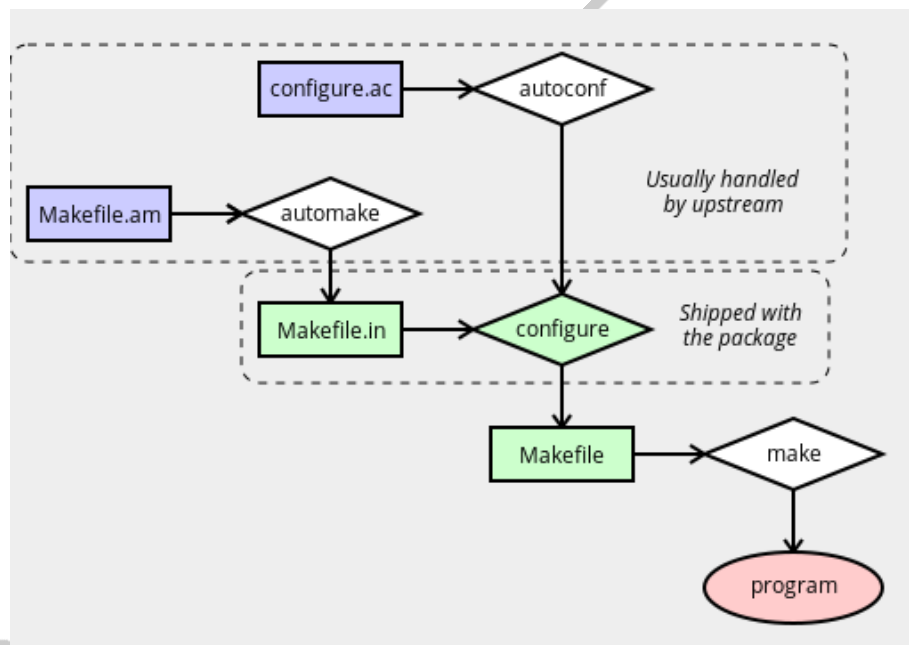 configure.ac
autoconf
Usually handled
by upstream
Makefile.am
automake
Makefile.in
configure
Shipped with
the package
Makefile
make
program